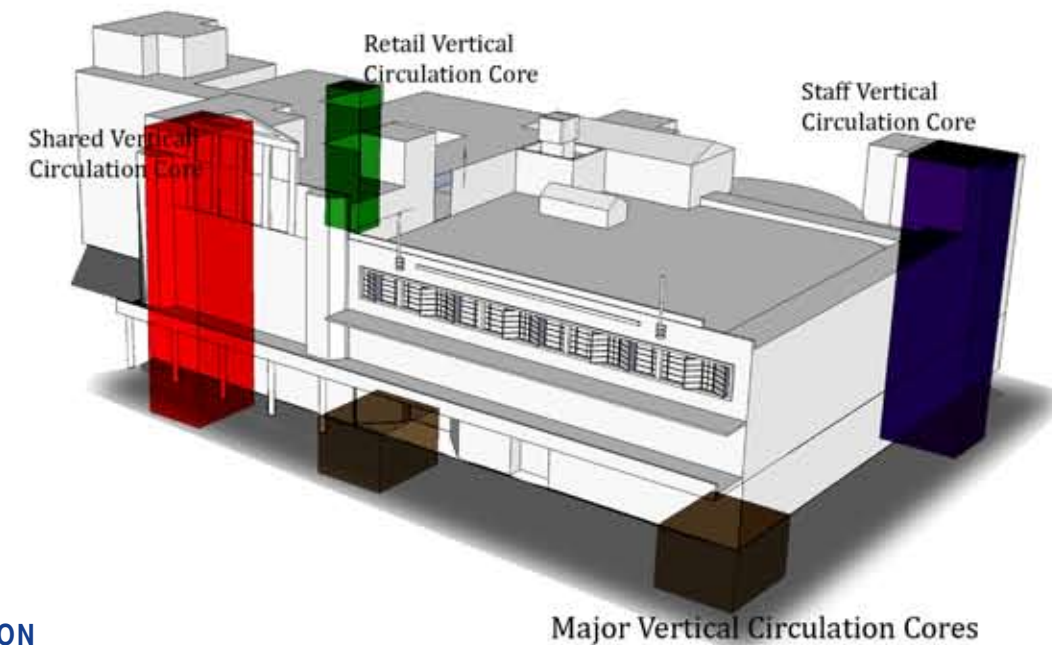 Retail Vertical
Circulation Core
Staff Vertical
Circulation Core
Shared Vertical
Circulation Core
Major Vertical Circulation Cores
ON